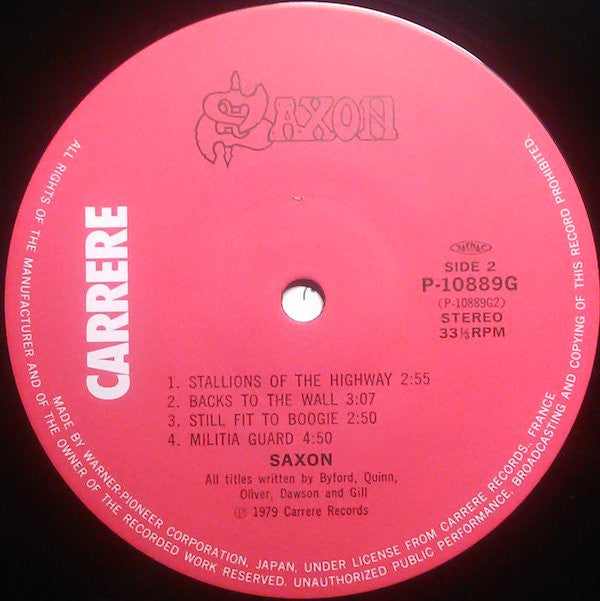 SAXON
CARRERE
JASRAC
SIDE 2
P-10889G
(P-10889G2)
STEREO
33⅓RPM
1. STALLIONS OF THE HIGHWAY 2:55
2. BACKS TO THE WALL 3:07
3. STILL FIT TO BOOGIE 2:50
4. MILITIA GUARD 4:50
SAXON
All titles written by Byford, Quinn,
Oliver, Dawson and Gill
℗ 1979 Carrere Records
ALL RIGHTS OF THE MANUFACTURER AND OF THE OWNER OF THE RECORDED WORK RESERVED. UNAUTHORIZED PUBLIC PERFORMANCE, BROADCASTING AND COPYING OF THIS RECORD PROHIBITED.
MADE BY WARNER-PIONEER CORPORATION, JAPAN, UNDER LICENSE FROM CARRERE RECORDS., FRANCE